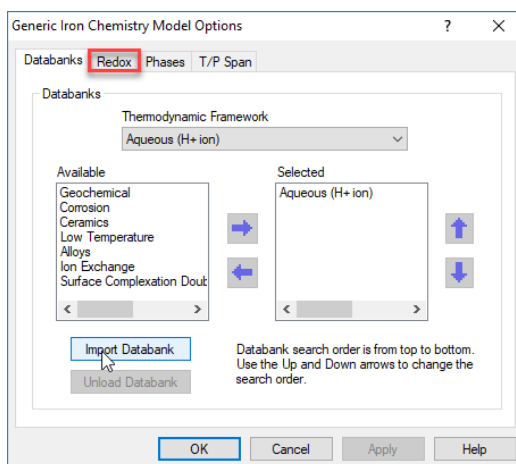 Generic Iron Chemistry Model Options
Databanks Redox Phases T/P Span
Databanks
Thermodynamic Framework
Aqueous (H+ ion)
Available
Geochemical
Corrosion
Ceramics
Low Temperature
Alloys
Ion Exchange
Surface Complexation Doub
Selected
Aqueous (H+ ion)
Import Databank
Unload Databank
Databank search order is from top to bottom.
Use the Up and Down arrows to change the
search order.
OK Cancel Apply Help